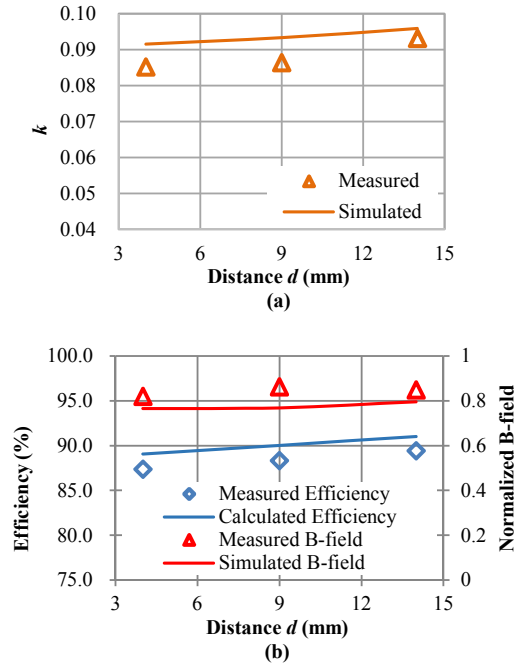 0.10
0.09
0.08
0.07
0.06
0.05
0.04
k
Measured
Simulated
3 6 9 12 15
Distance d (mm)
(a)
100.0
95.0
90.0
85.0
80.0
75.0
Efficiency (%)
1
0.8
0.6
0.4
0.2
0
Normalized B-field
Measured Efficiency
Calculated Efficiency
Measured B-field
Simulated B-field
3 6 9 12 15
Distance d (mm)
(b)